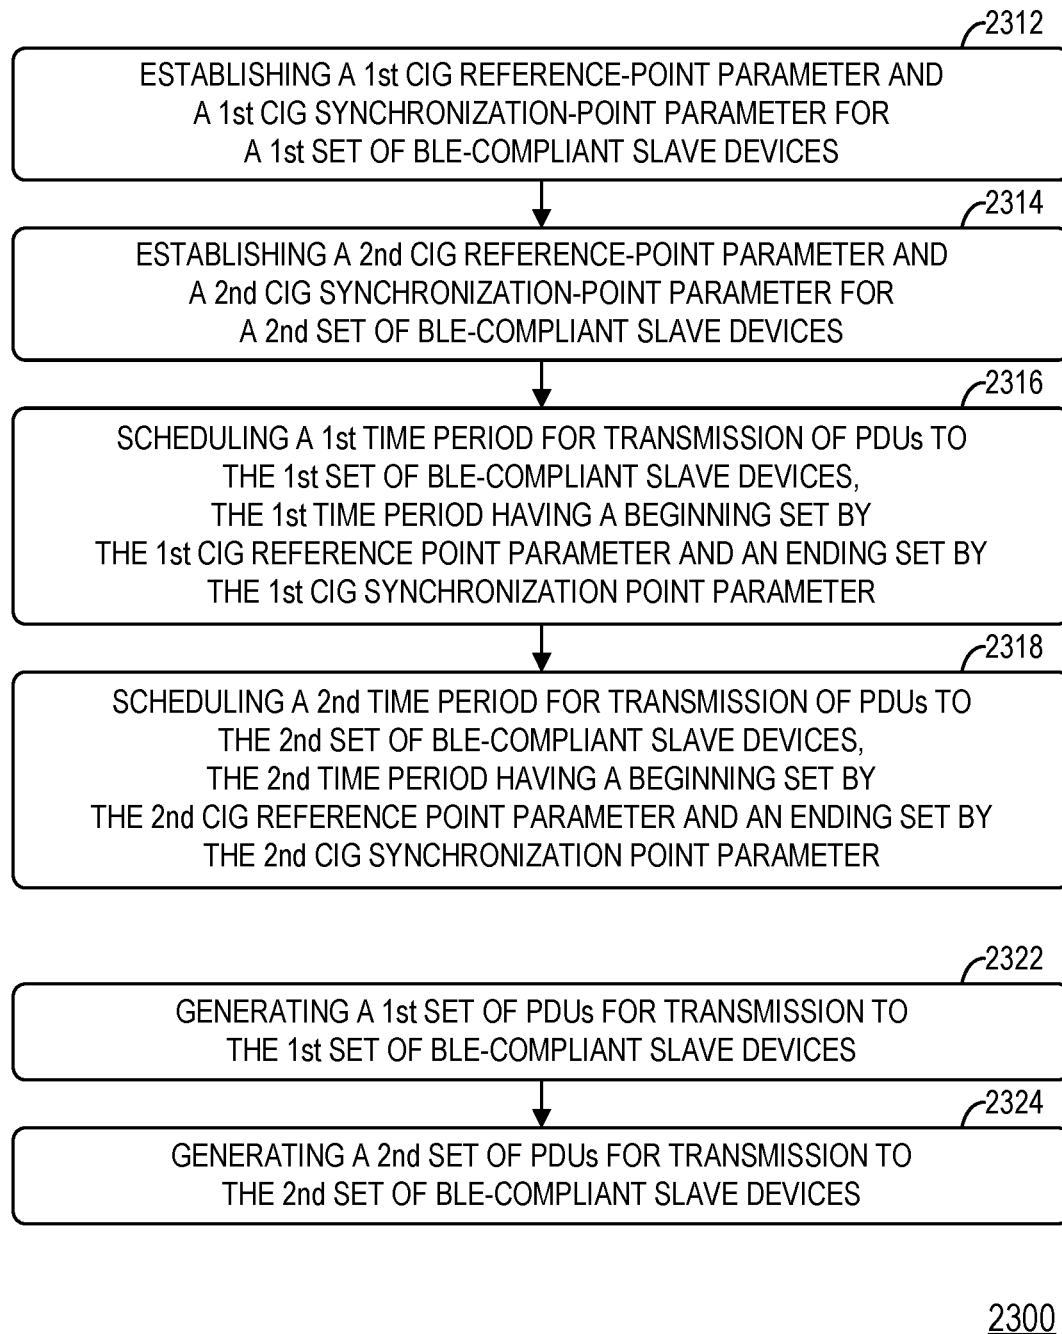 2312
ESTABLISHING A 1st CIG REFERENCE-POINT PARAMETER AND
A 1st CIG SYNCHRONIZATION-POINT PARAMETER FOR
A 1st SET OF BLE-COMPLIANT SLAVE DEVICES
2314
ESTABLISHING A 2nd CIG REFERENCE-POINT PARAMETER AND
A 2nd CIG SYNCHRONIZATION-POINT PARAMETER FOR
A 2nd SET OF BLE-COMPLIANT SLAVE DEVICES
2316
SCHEDULING A 1st TIME PERIOD FOR TRANSMISSION OF PDUs TO
THE 1st SET OF BLE-COMPLIANT SLAVE DEVICES,
THE 1st TIME PERIOD HAVING A BEGINNING SET BY
THE 1st CIG REFERENCE POINT PARAMETER AND AN ENDING SET BY
THE 1st CIG SYNCHRONIZATION POINT PARAMETER
2318
SCHEDULING A 2nd TIME PERIOD FOR TRANSMISSION OF PDUs TO
THE 2nd SET OF BLE-COMPLIANT SLAVE DEVICES,
THE 2nd TIME PERIOD HAVING A BEGINNING SET BY
THE 2nd CIG REFERENCE POINT PARAMETER AND AN ENDING SET BY
THE 2nd CIG SYNCHRONIZATION POINT PARAMETER
2322
GENERATING A 1st SET OF PDUs FOR TRANSMISSION TO
THE 1st SET OF BLE-COMPLIANT SLAVE DEVICES
2324
GENERATING A 2nd SET OF PDUs FOR TRANSMISSION TO
THE 2nd SET OF BLE-COMPLIANT SLAVE DEVICES
2300